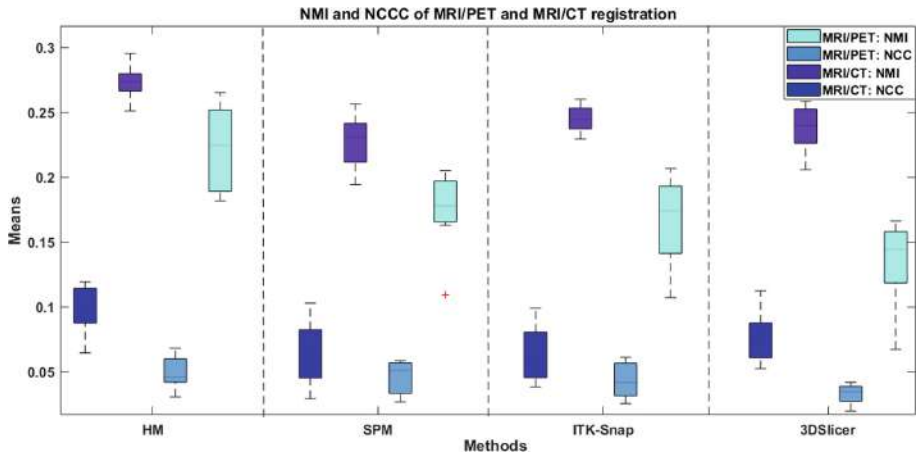 NMI and NCCC of MRI/PET and MRI/CT registration
MRI/PET: NMI
MRI/PET: NCC
MRI/CT: NMI
MRI/CT: NCC
Means
0.3
0.25
0.2
0.15
0.1
0.05
HM SPM ITK-Snap 3DSlicer
Methods